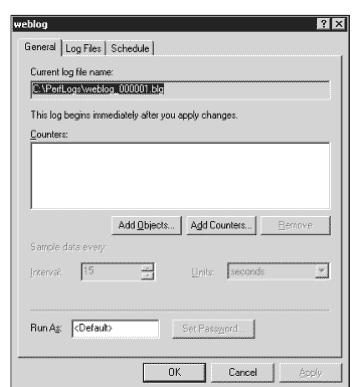 weblog
General Log Files Schedule
Current log file name:
C:\PerfLogs\weblog_000001.blg
This log begins immediately after you apply changes.
Counters:
Add Objects... Add Counters... Remove
Sample data every:
Interval: 15 Units: seconds
Run As: <Default> Set Password...
OK Cancel Apply